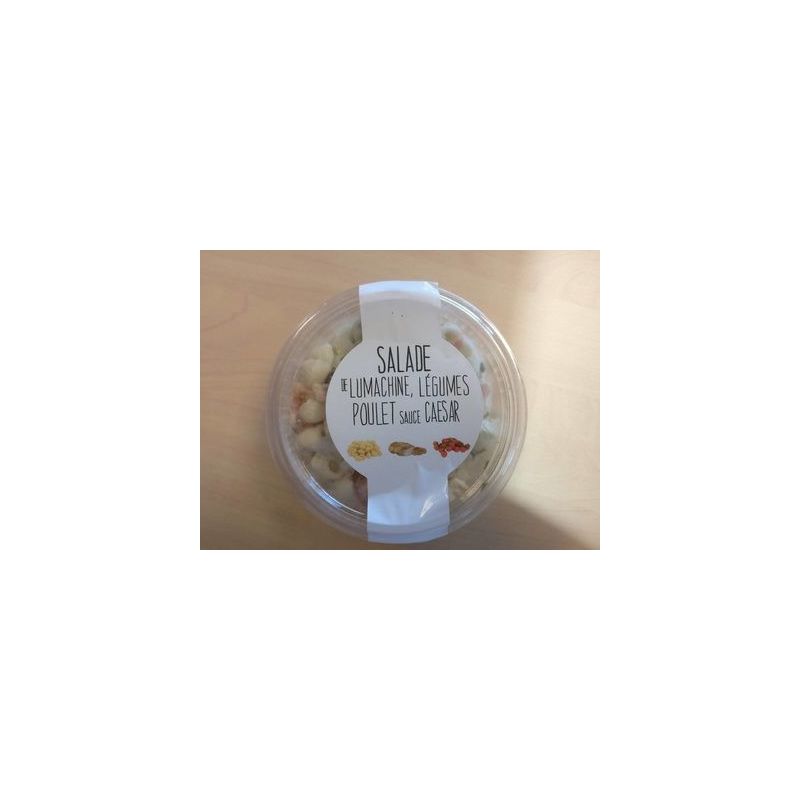 SALADE
DE LUMACHINE, LÉGUMES
POULET SAUCE CAESAR